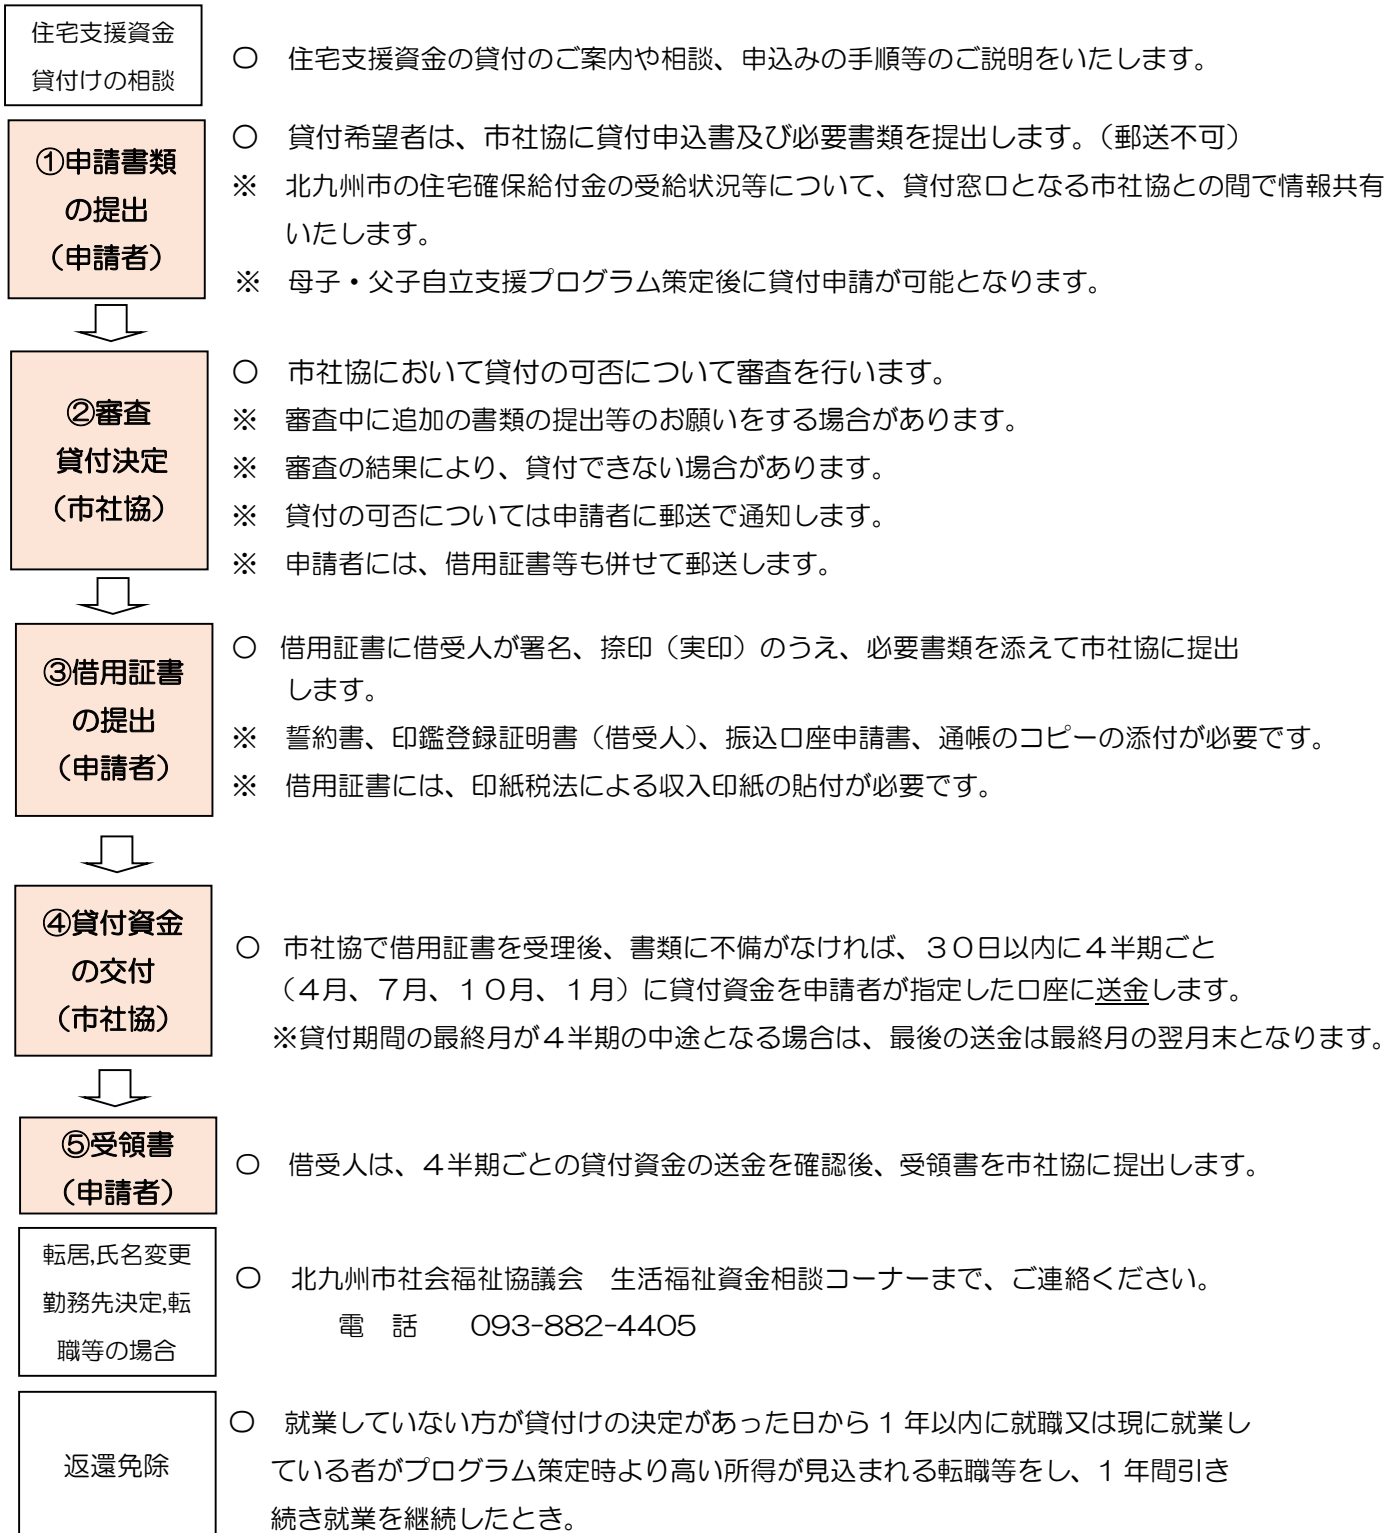 住宅支援資金
貸付けの相談
〇 住宅支援資金の貸付のご案内や相談、申込みの手順等のご説明をいたします。
①申請書類
の提出
（申請者）
〇 貸付希望者は、市社協に貸付申込書及び必要書類を提出します。（郵送不可）
※ 北九州市の住宅確保給付金の受給状況等について、貸付窓口となる市社協との間で情報共有
いたします。
※ 母子・父子自立支援プログラム策定後に貸付申請が可能となります。
②審査
貸付決定
（市社協）
〇 市社協において貸付の可否について審査を行います。
※ 審査中に追加の書類の提出等のお願いをする場合があります。
※ 審査の結果により、貸付できない場合があります。
※ 貸付の可否については申請者に郵送で通知します。
※ 申請者には、借用証書等も併せて郵送します。
③借用証書
の提出
（申請者）
〇 借用証書に借受人が署名、捺印（実印）のうえ、必要書類を添えて市社協に提出
します。
※ 誓約書、印鑑登録証明書（借受人）、振込口座申請書、通帳のコピーの添付が必要です。
※ 借用証書には、印紙税法による収入印紙の貼付が必要です。
④貸付資金
の交付
（市社協）
〇 市社協で借用証書を受理後、書類に不備がなければ、３０日以内に４半期ごと
（４月、７月、１０月、１月）に貸付資金を申請者が指定した口座に送金します。
※貸付期間の最終月が４半期の中途となる場合は、最後の送金は最終月の翌月末となります。
⑤受領書
（申請者）
〇 借受人は、４半期ごとの貸付資金の送金を確認後、受領書を市社協に提出します。
転居,氏名変更
勤務先決定,転
職等の場合
〇 北九州市社会福祉協議会 生活福祉資金相談コーナーまで、ご連絡ください。
電 話 093-882-4405
返還免除
〇 就業していない方が貸付けの決定があった日から 1 年以内に就職又は現に就業し
ている者がプログラム策定時より高い所得が見込まれる転職等をし、1 年間引き
続き就業を継続したとき。